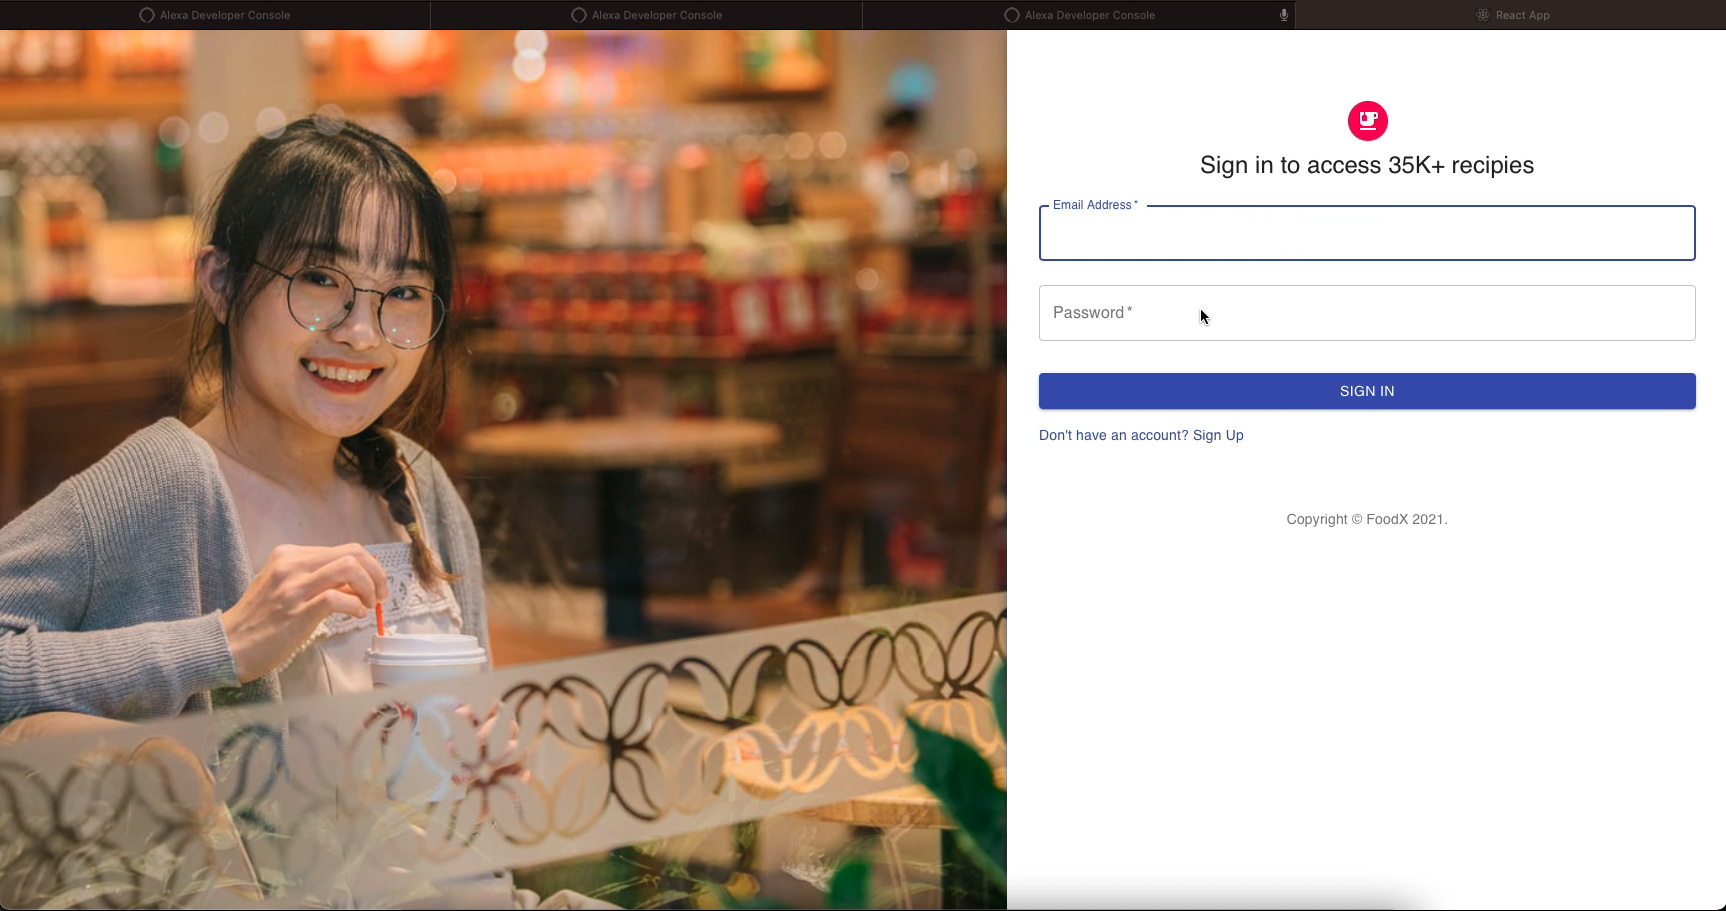 Alexa Developer Console
Alexa Developer Console
Alexa Developer Console
React App
Sign in to access 35K+ recipies
Email Address *
Password *
SIGN IN
Don't have an account? Sign Up
Copyright © FoodX 2021.